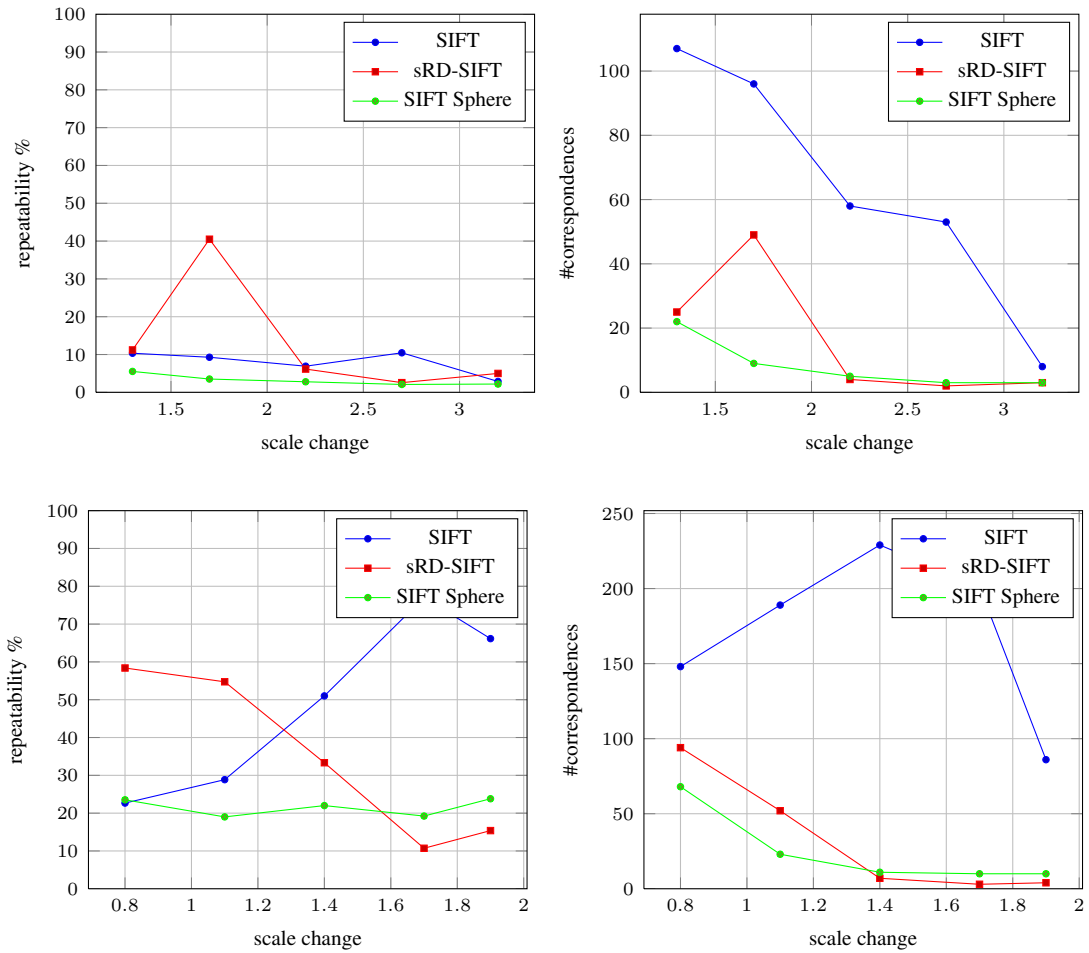 100
90
80
70
60
50
40
30
20
10
0
repeatability %
1.5 2 2.5 3
scale change
SIFT
sRD-SIFT
SIFT Sphere
100
80
60
40
20
0
#correspondences
1.5 2 2.5 3
scale change
SIFT
sRD-SIFT
SIFT Sphere
100
90
80
70
60
50
40
30
20
10
0
repeatability %
0.8 1 1.2 1.4 1.6 1.8 2
scale change
SIFT
sRD-SIFT
SIFT Sphere
250
200
150
100
50
0
#correspondences
0.8 1 1.2 1.4 1.6 1.8 2
scale change
SIFT
sRD-SIFT
SIFT Sphere